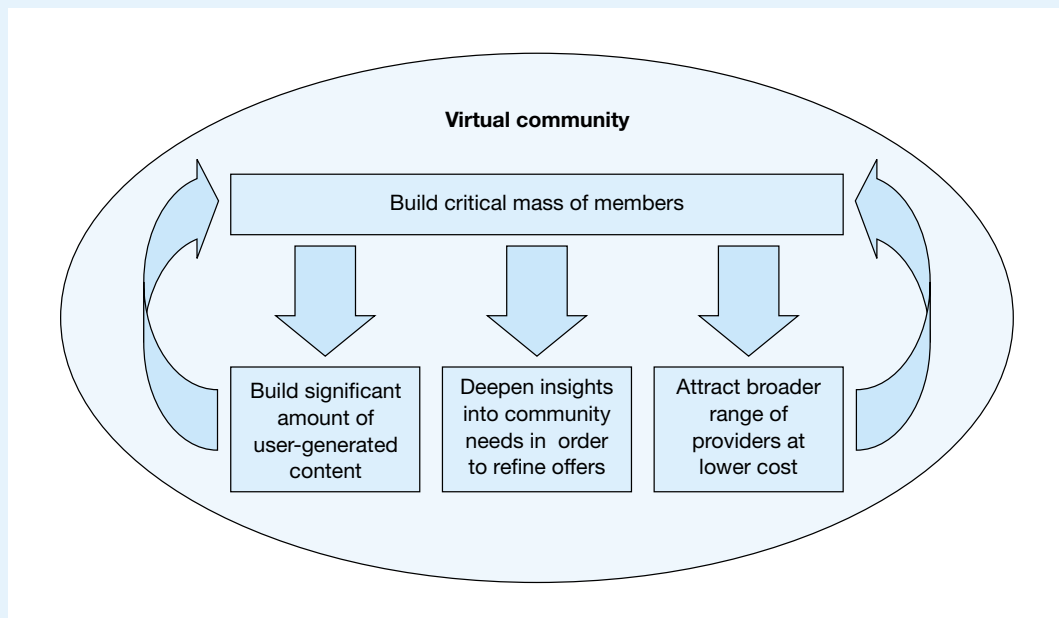 Virtual community
Build critical mass of members
Build significant
amount of
user-generated
content
Deepen insights
into community
needs in order
to refine offers
Attract broader
range of
providers at
lower cost